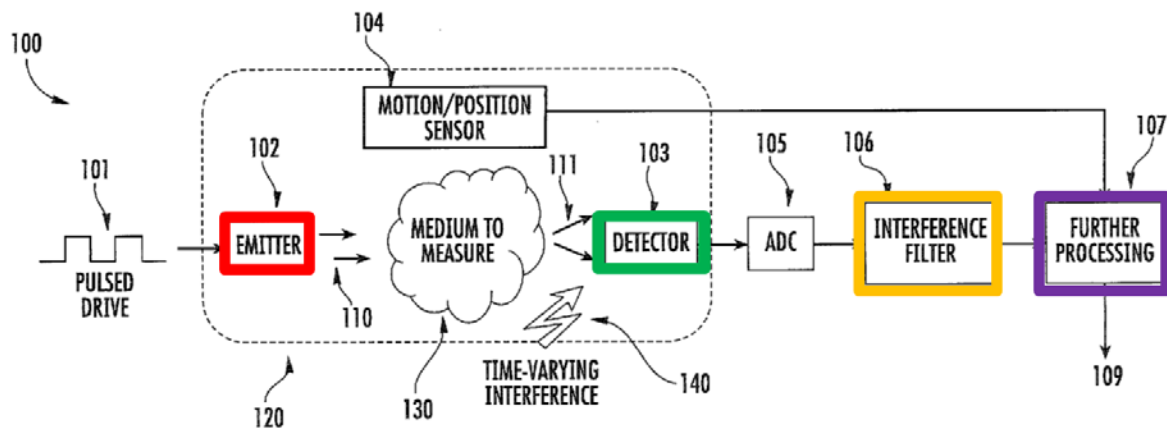 100
104
MOTION/POSITION
SENSOR
107
106
105
103
111
102
101
EMITTER
MEDIUM TO
MEASURE
DETECTOR
ADC
INTERFERENCE
FILTER
FURTHER
PROCESSING
PULSED
DRIVE
110
130
TIME-VARYING
INTERFERENCE
140
120
109